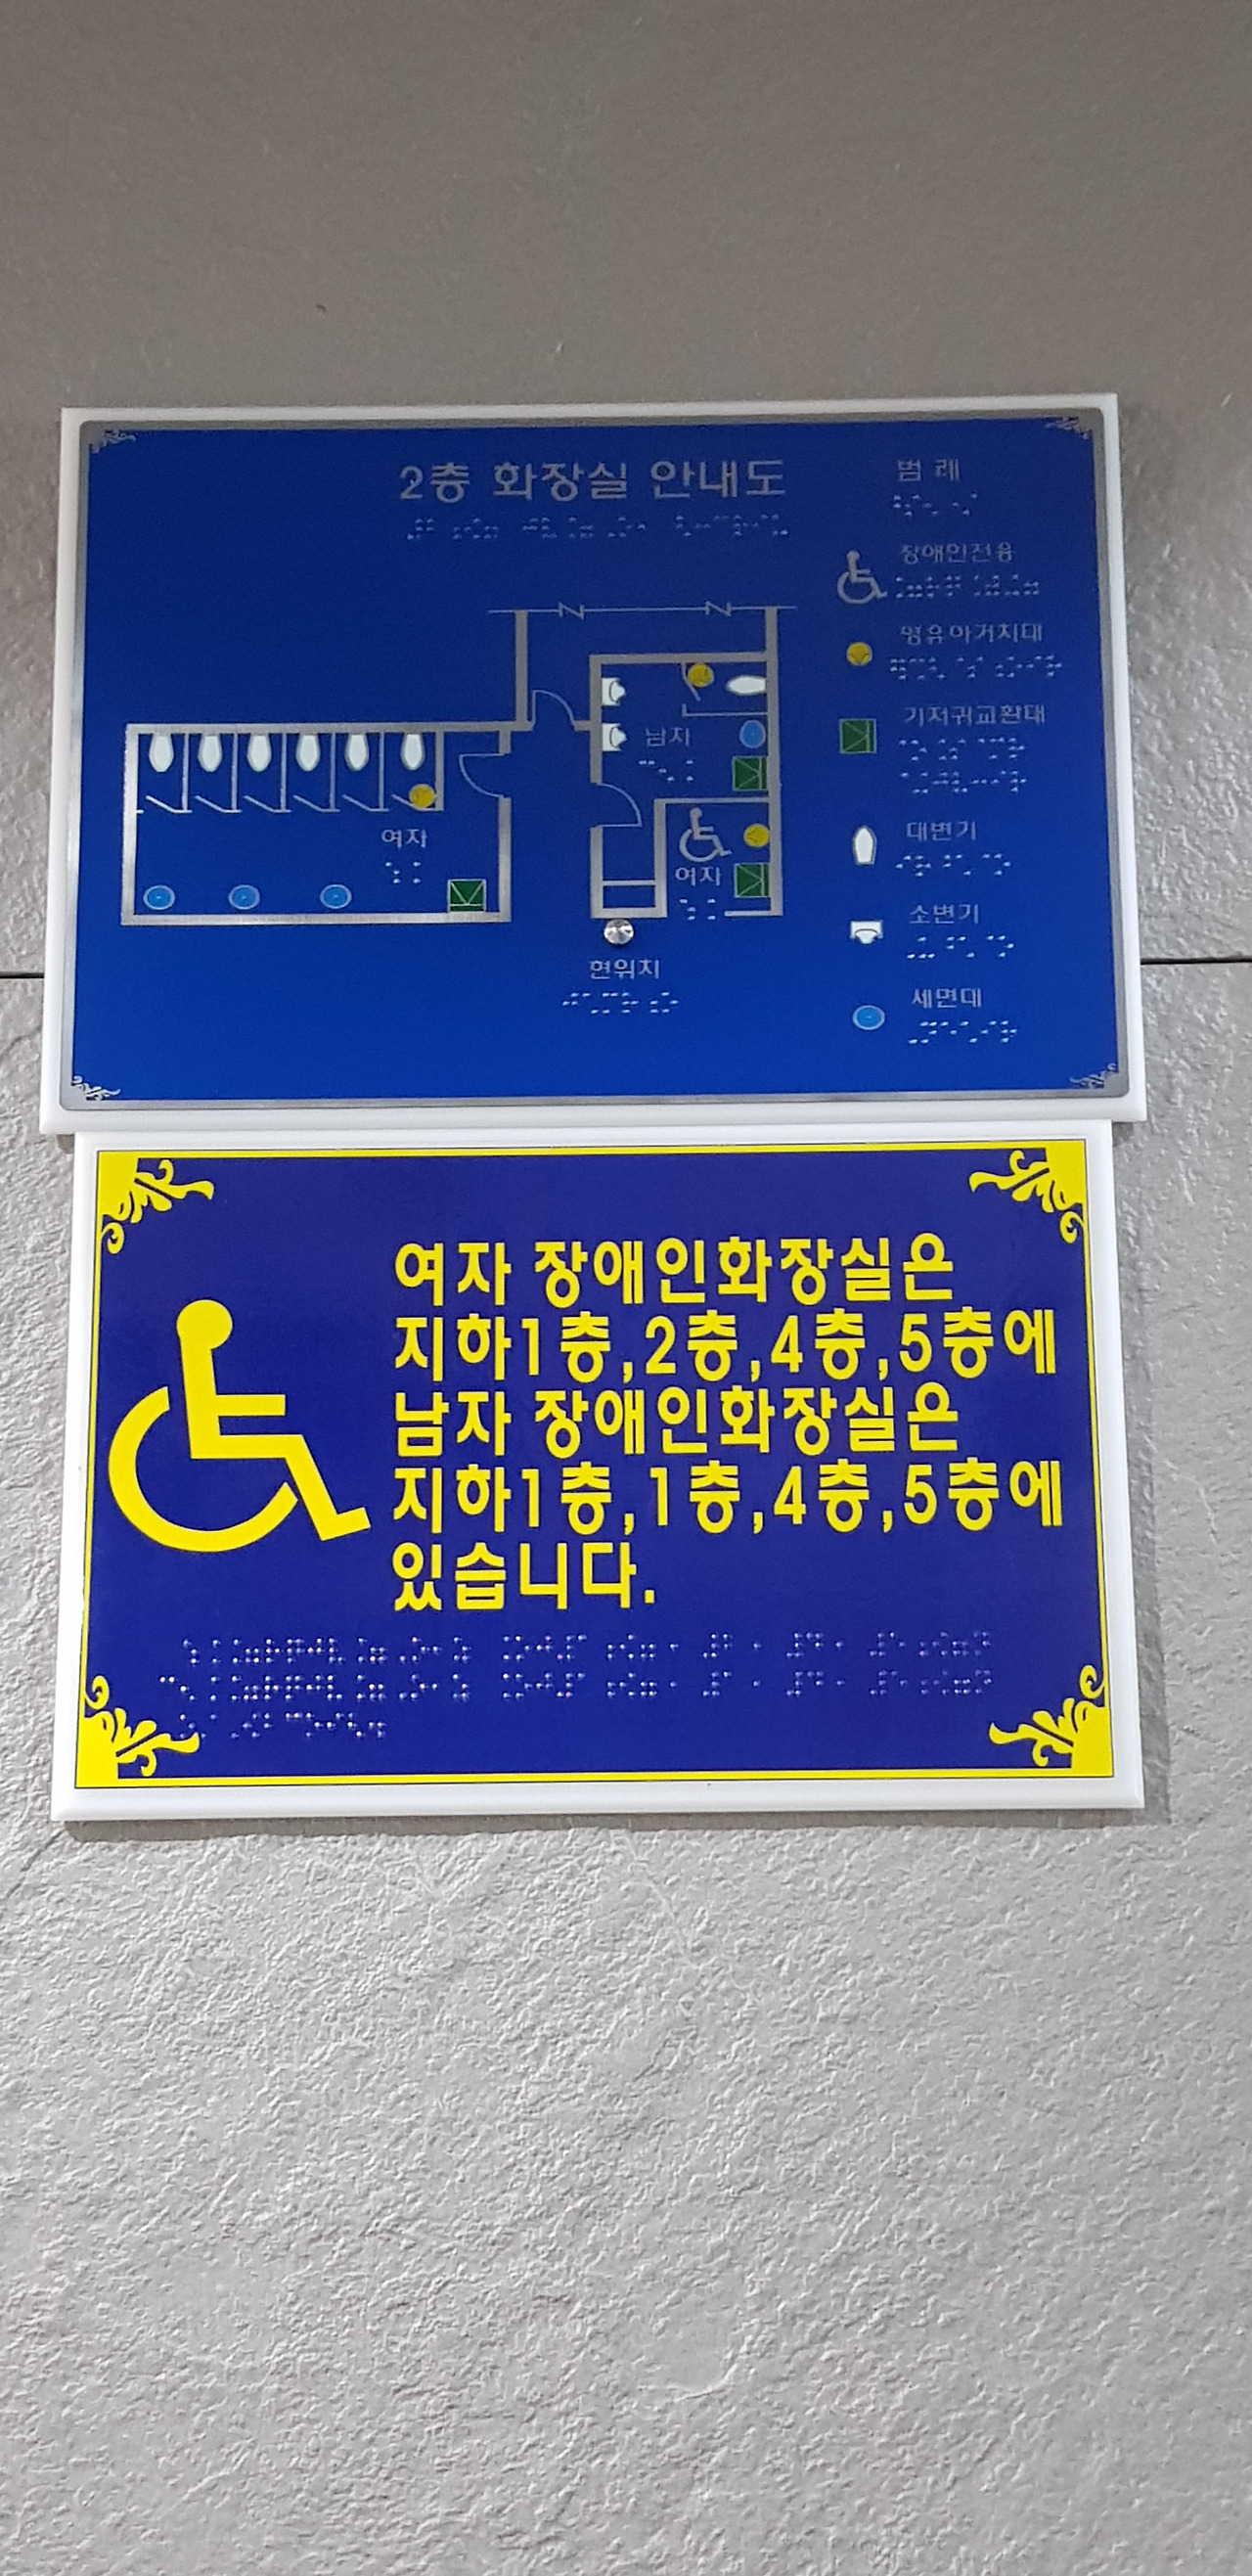 2층 화장실 안내도
범 례
장애인전용
영유아거치대
기저귀교환대
대변기
소변기
세면대
남자
여자
여자
현위치
여자 장애인화장실은
지하1층,2층,4층,5층에
남자 장애인화장실은
지하1층,1층,4층,5층에
있습니다.